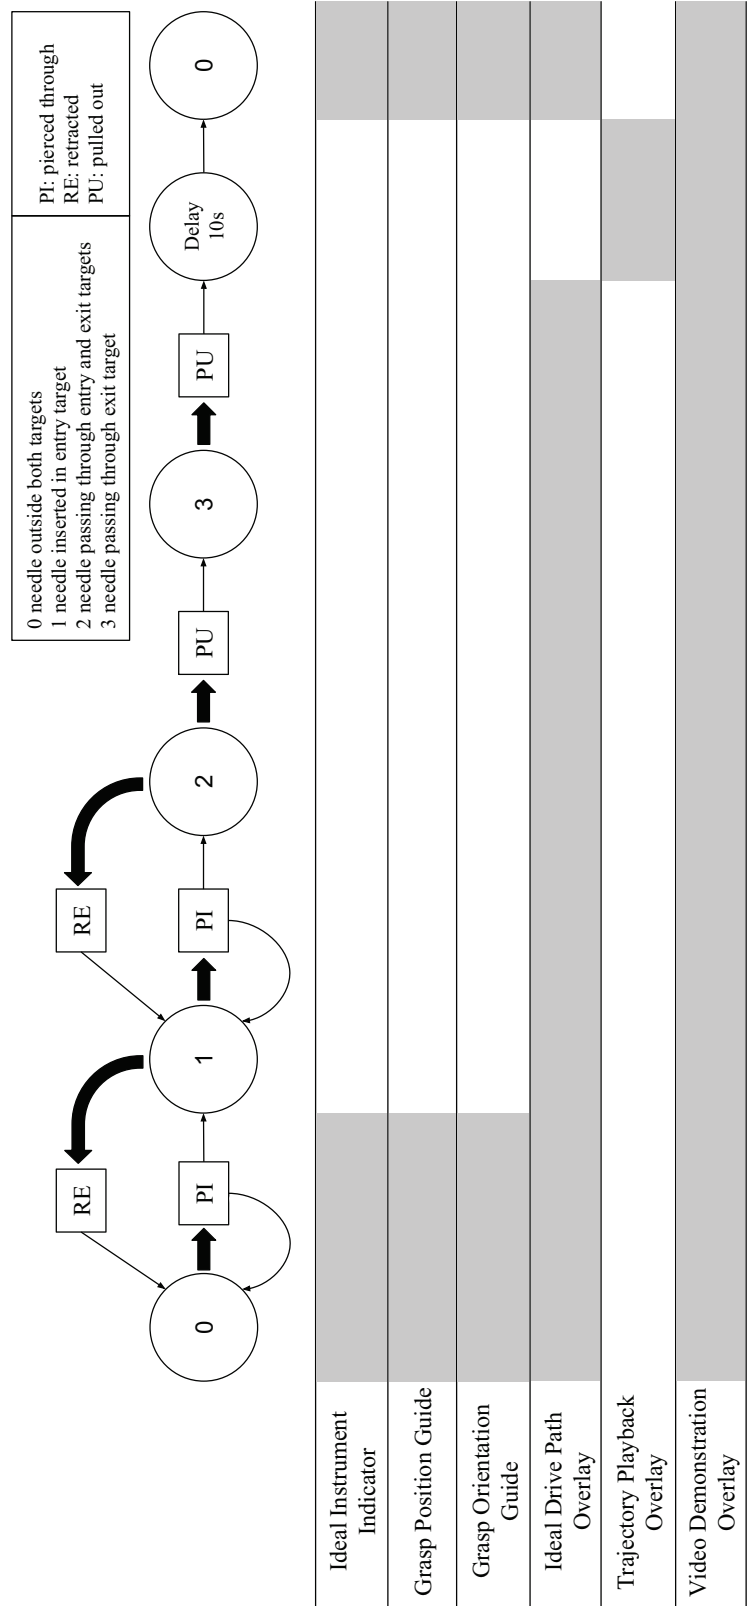 0 needle outside both targets
1 needle inserted in entry target
2 needle passing through entry and exit targets
3 needle passing through exit target
PI: pierced through
RE: retracted
PU: pulled out
RE
RE
0
PI
1
PI
2
PU
3
PU
Delay
10s
0
Ideal Instrument
Indicator
Grasp Position Guide
Grasp Orientation
Guide
Ideal Drive Path
Overlay
Trajectory Playback
Overlay
Video Demonstration
Overlay